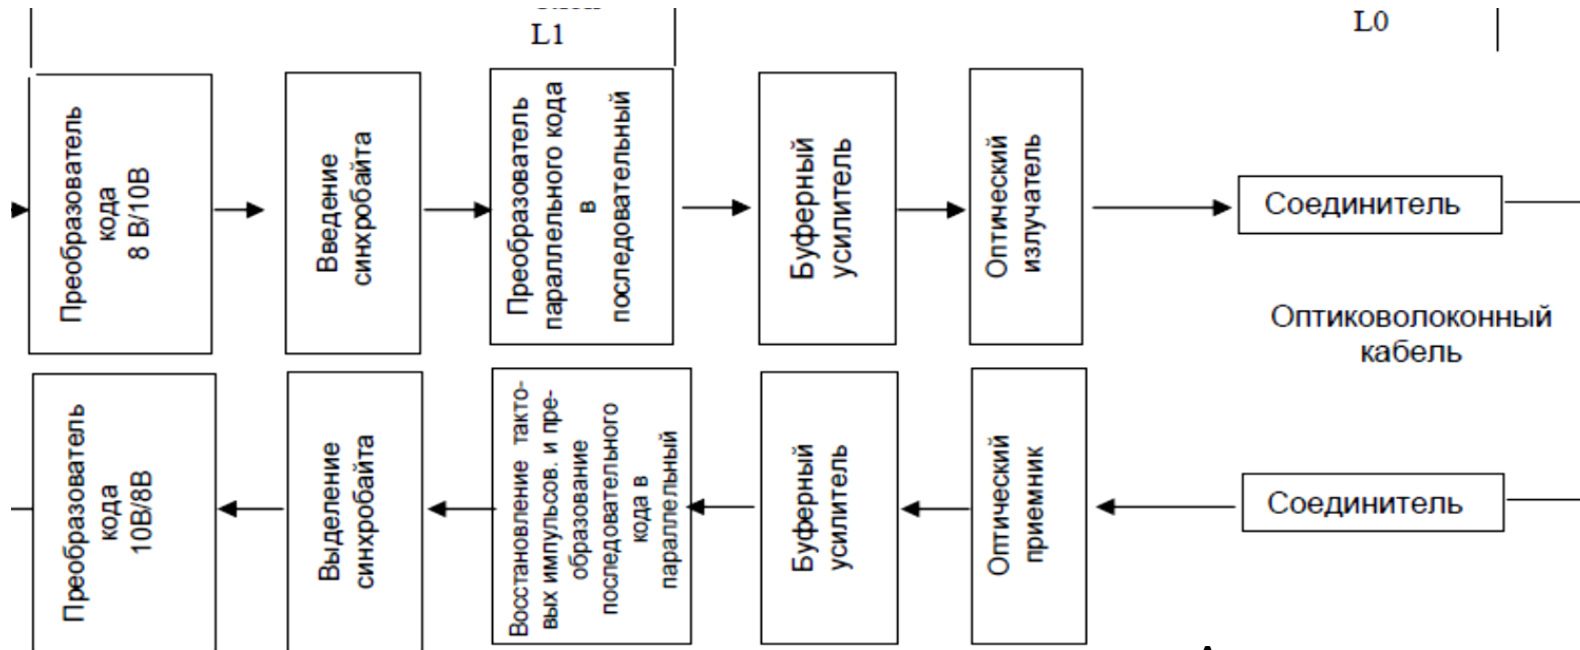 L1
L0
Преобразователь
кода
8 В/10В
Введение
синхробайта
Преобразователь
параллельного кода
в
последовательный
Буферный
усилитель
Оптический
излучатель
Соединитель
Оптиковолоконный
кабель
Преобразователь
кода
10В/8В
Выделение
синхробайта
Восстановление такто-
вых импульсов. и пре-
образование
последовательного
кода в
параллельный
Буферный
усилитель
Оптический
приемник
Соединитель